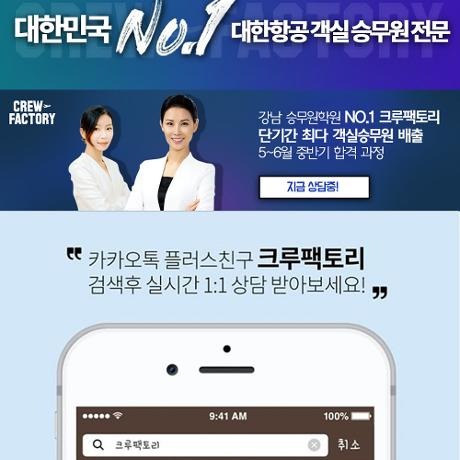 CREW FACTORY
대한민국 No.1 대한항공 객실 승무원 전문
CREW
FACTORY
강남 승무원학원 NO.1 크루팩토리
단기간 최다 객실승무원 배출
5~6월 중반기 합격 과정
지금 상담중!
"카카오톡 플러스친구 크루팩토리
검색후 실시간 1:1 상담 받아보세요!"
9:41 AM 100%
크루팩토리 취소